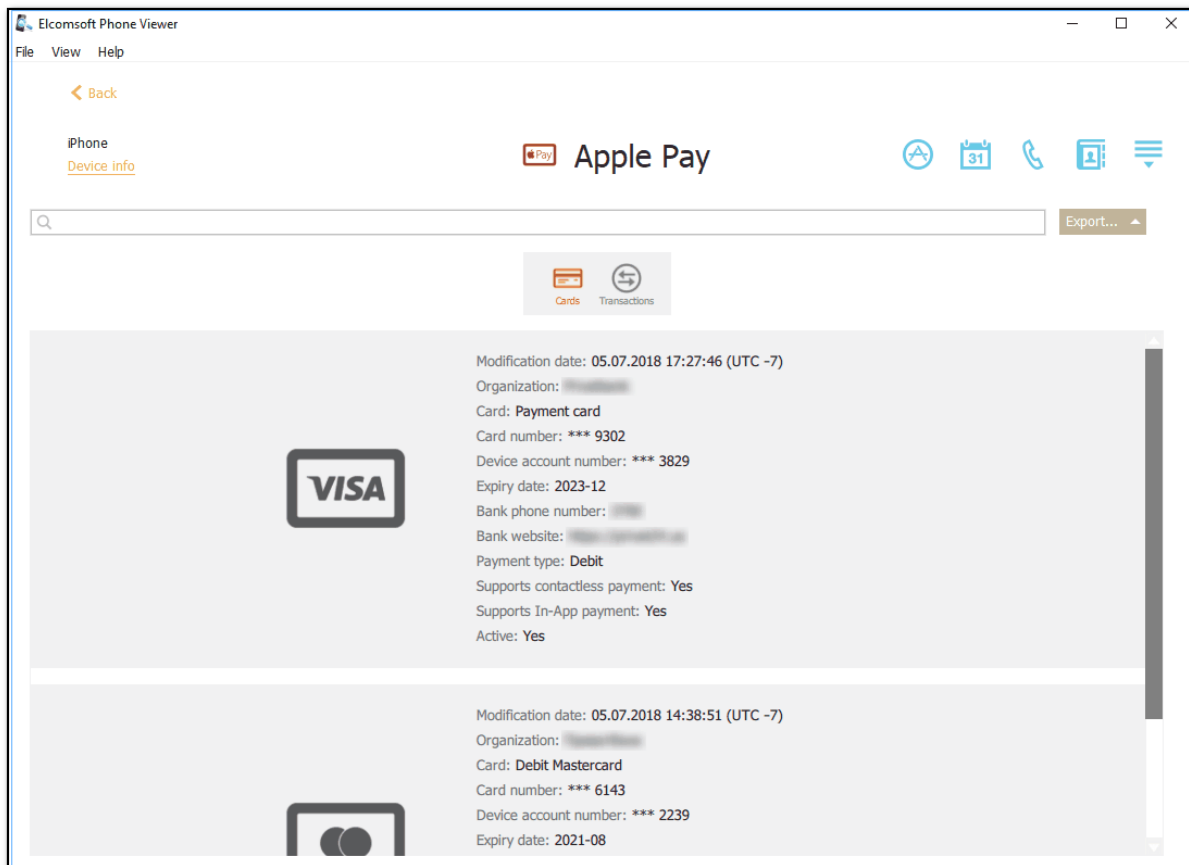 Elcomsoft Phone Viewer
File View Help
Back
iPhone
Device info
Pay
Apple Pay
31
Export...
Cards Transactions
VISA
Modification date: 05.07.2018 17:27:46 (UTC -7)
Organization:
Card: Payment card
Card number: *** 9302
Device account number: *** 3829
Expiry date: 2023-12
Bank phone number:
Bank website:
Payment type: Debit
Supports contactless payment: Yes
Supports In-App payment: Yes
Active: Yes
Modification date: 05.07.2018 14:38:51 (UTC -7)
Organization:
Card: Debit Mastercard
Card number: *** 6143
Device account number: *** 2239
Expiry date: 2021-08